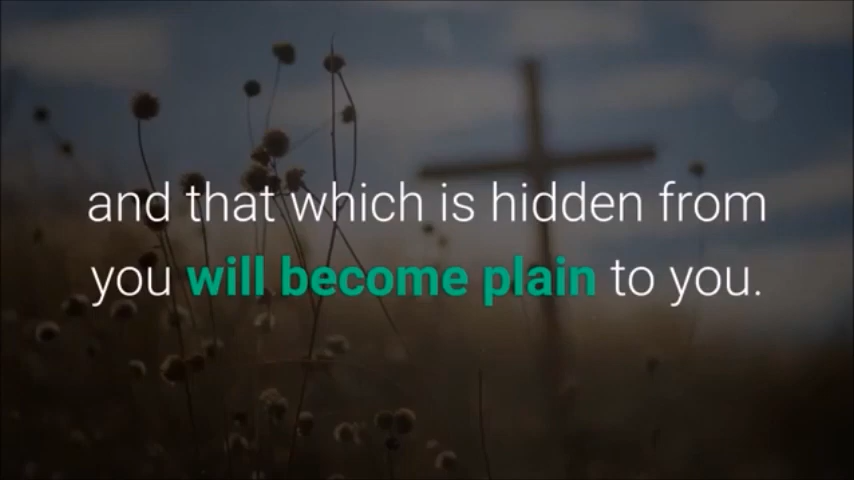 and that which is hidden from
you will become plain to you.